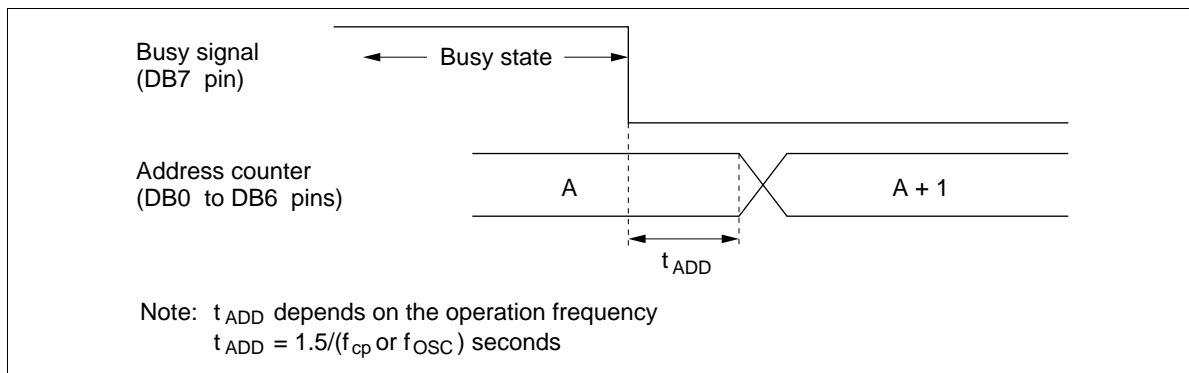 Busy signal
(DB7 pin)
Busy state
Address counter
(DB0 to DB6 pins)
A
A + 1
t ADD
Note: t ADD depends on the operation frequency
t ADD = 1.5/(f cp or f OSC) seconds